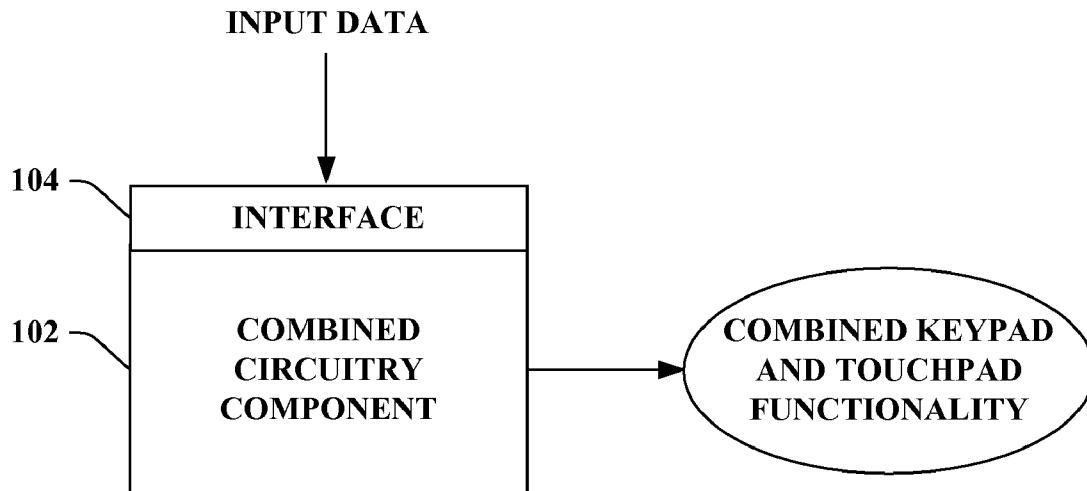 INPUT DATA
104
INTERFACE
102
COMBINED
CIRCUITRY
COMPONENT
COMBINED KEYPAD
AND TOUCHPAD
FUNCTIONALITY